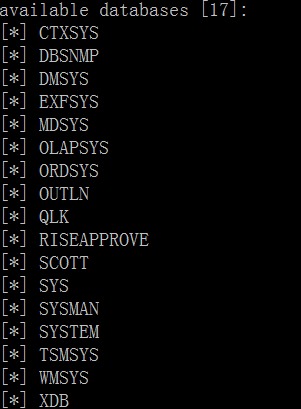 available databases [17]:
[*] CTXSYS
[*] DBSNMP
[*] DMSYS
[*] EXFSYS
[*] MDSYS
[*] OLAPSYS
[*] ORDSYS
[*] OUTLN
[*] QLK
[*] RISEAPPROVE
[*] SCOTT
[*] SYS
[*] SYSMAN
[*] SYSTEM
[*] TSMSYS
[*] WMSYS
[*] XDB